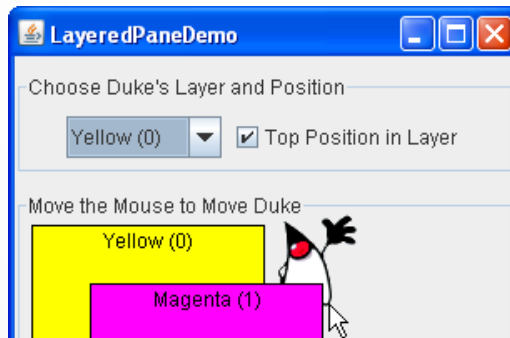 LayeredPaneDemo
Choose Duke's Layer and Position
Yellow (0) Top Position in Layer
Move the Mouse to Move Duke
Yellow (0)
Magenta (1)